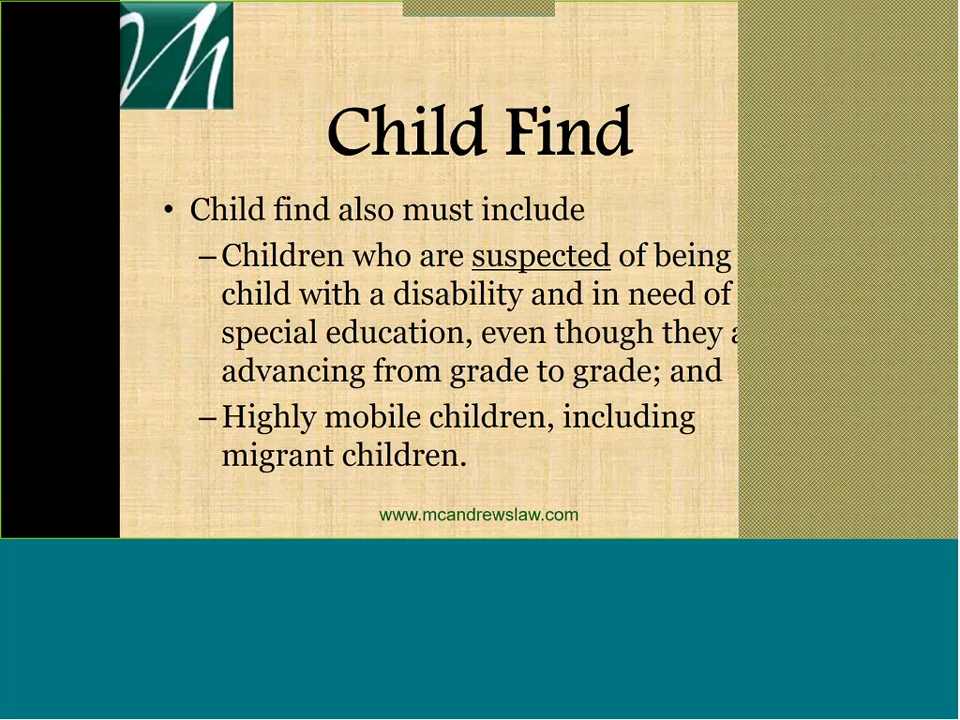 Child Find
• Child find also must include
– Children who are suspected of being
child with a disability and in need of
special education, even though they
advancing from grade to grade; and
– Highly mobile children, including
migrant children.
www.mcandrewslaw.com